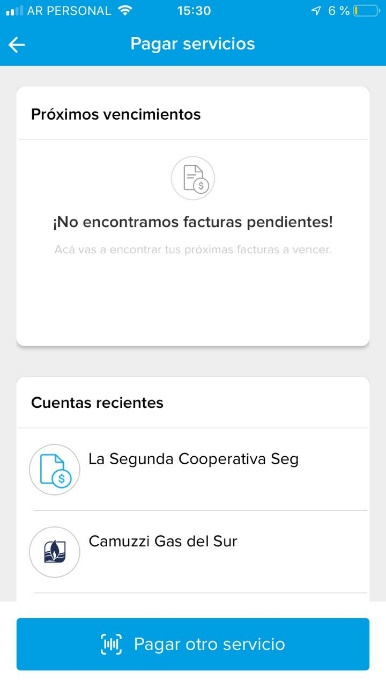 AR PERSONAL 15:30 6 %
Pagar servicios
Próximos vencimientos
¡No encontramos facturas pendientes!
Acá vas a encontrar tus próximas facturas a vencer.
Cuentas recientes
La Segunda Cooperativa Seg
Camuzzi Gas del Sur
Pagar otro servicio